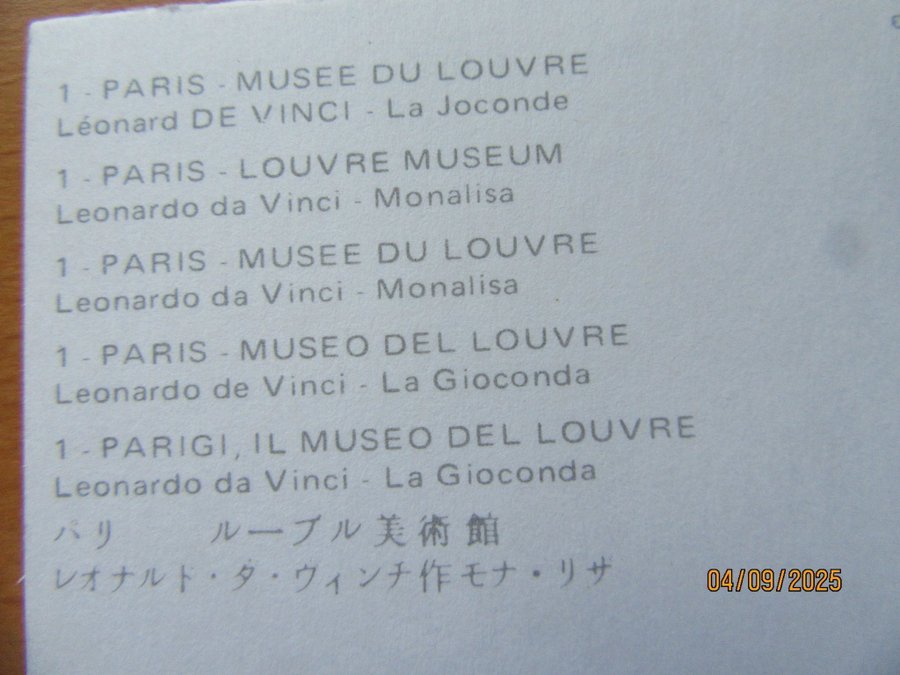 1 - PARIS - MUSEE DU LOUVRE
Léonard DE VINCI - La Joconde
1 - PARIS - LOUVRE MUSEUM
Leonardo da Vinci - Monalisa
1 - PARIS - MUSEE DU LOUVRE
Leonardo da Vinci - Monalisa
1 - PARIS - MUSEO DEL LOUVRE
Leonardo de Vinci - La Gioconda
1 - PARIGI, IL MUSEO DEL LOUVRE
Leonardo da Vinci - La Gioconda
パリ ルーブル美術館
レオナルド・ダ・ウィンチ作モナ・リザ
04/09/2025